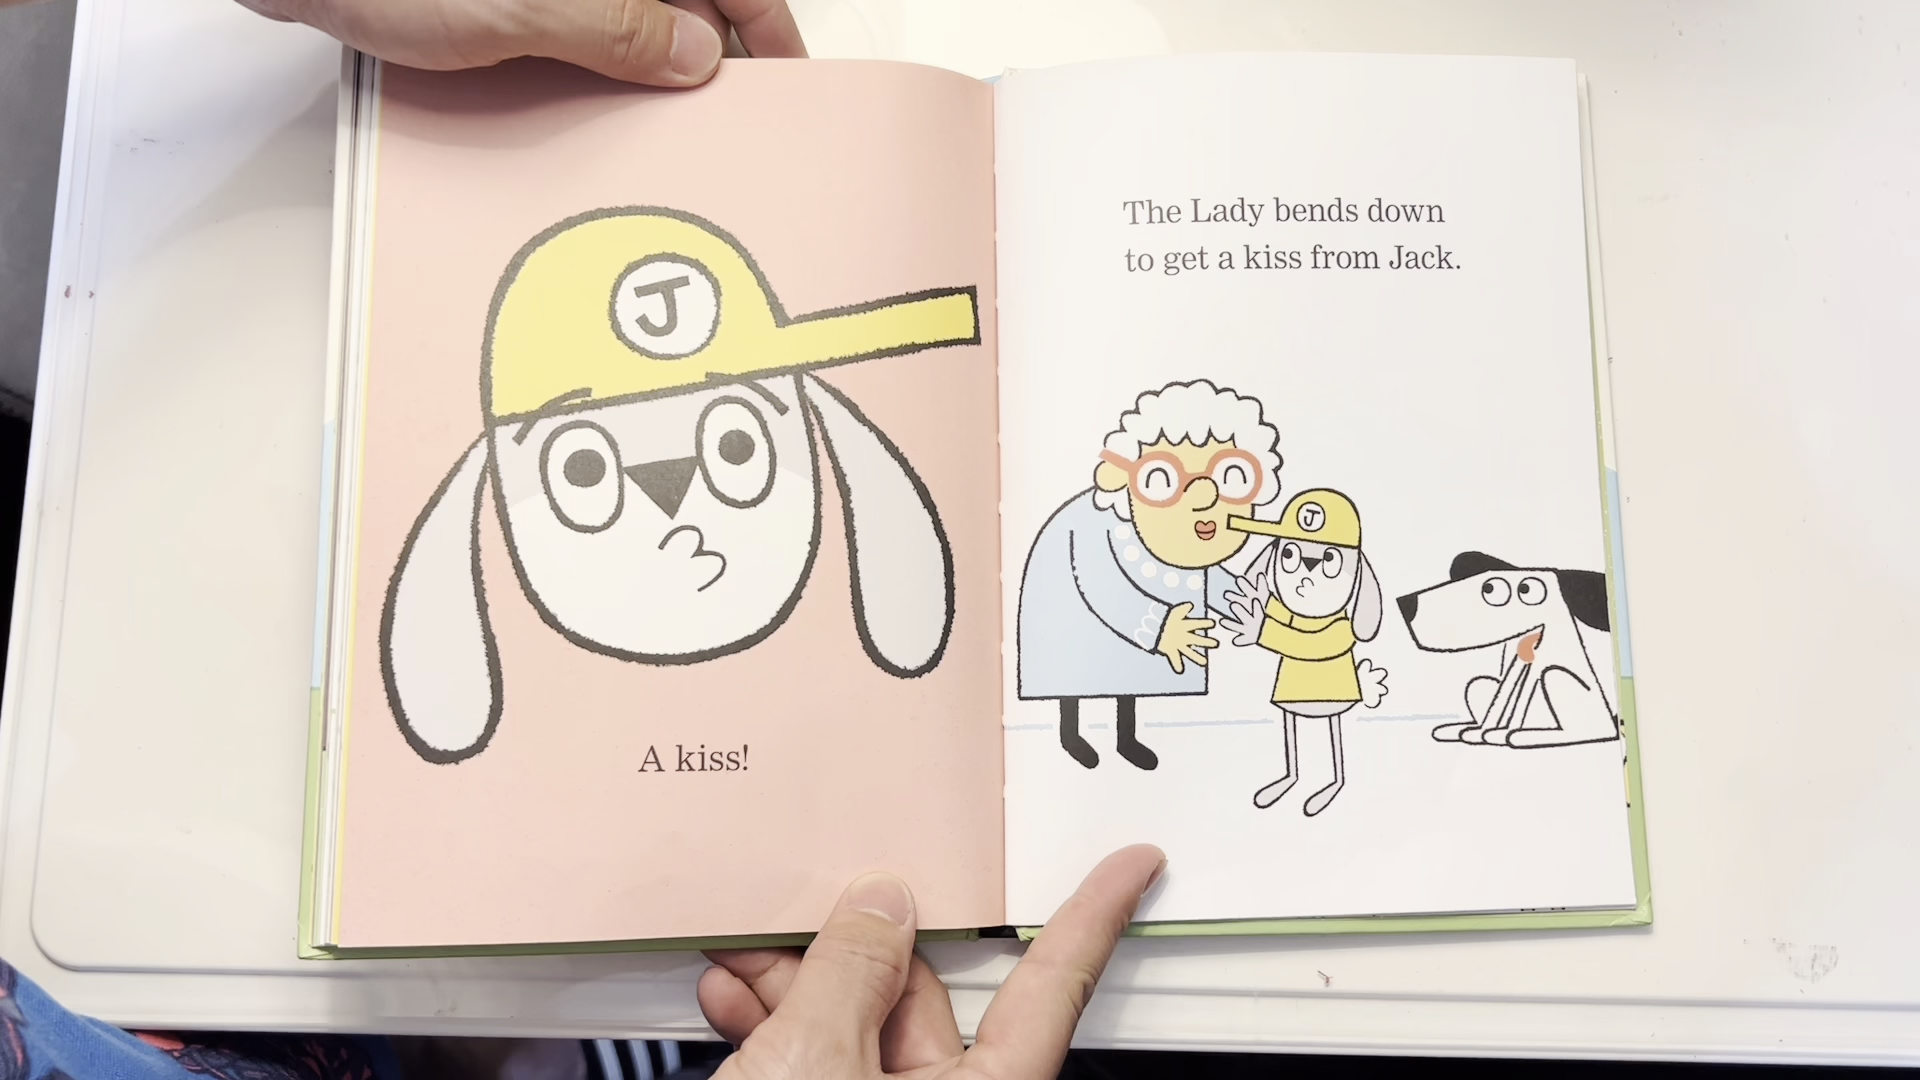 J
A kiss!
The Lady bends down
to get a kiss from Jack.
J